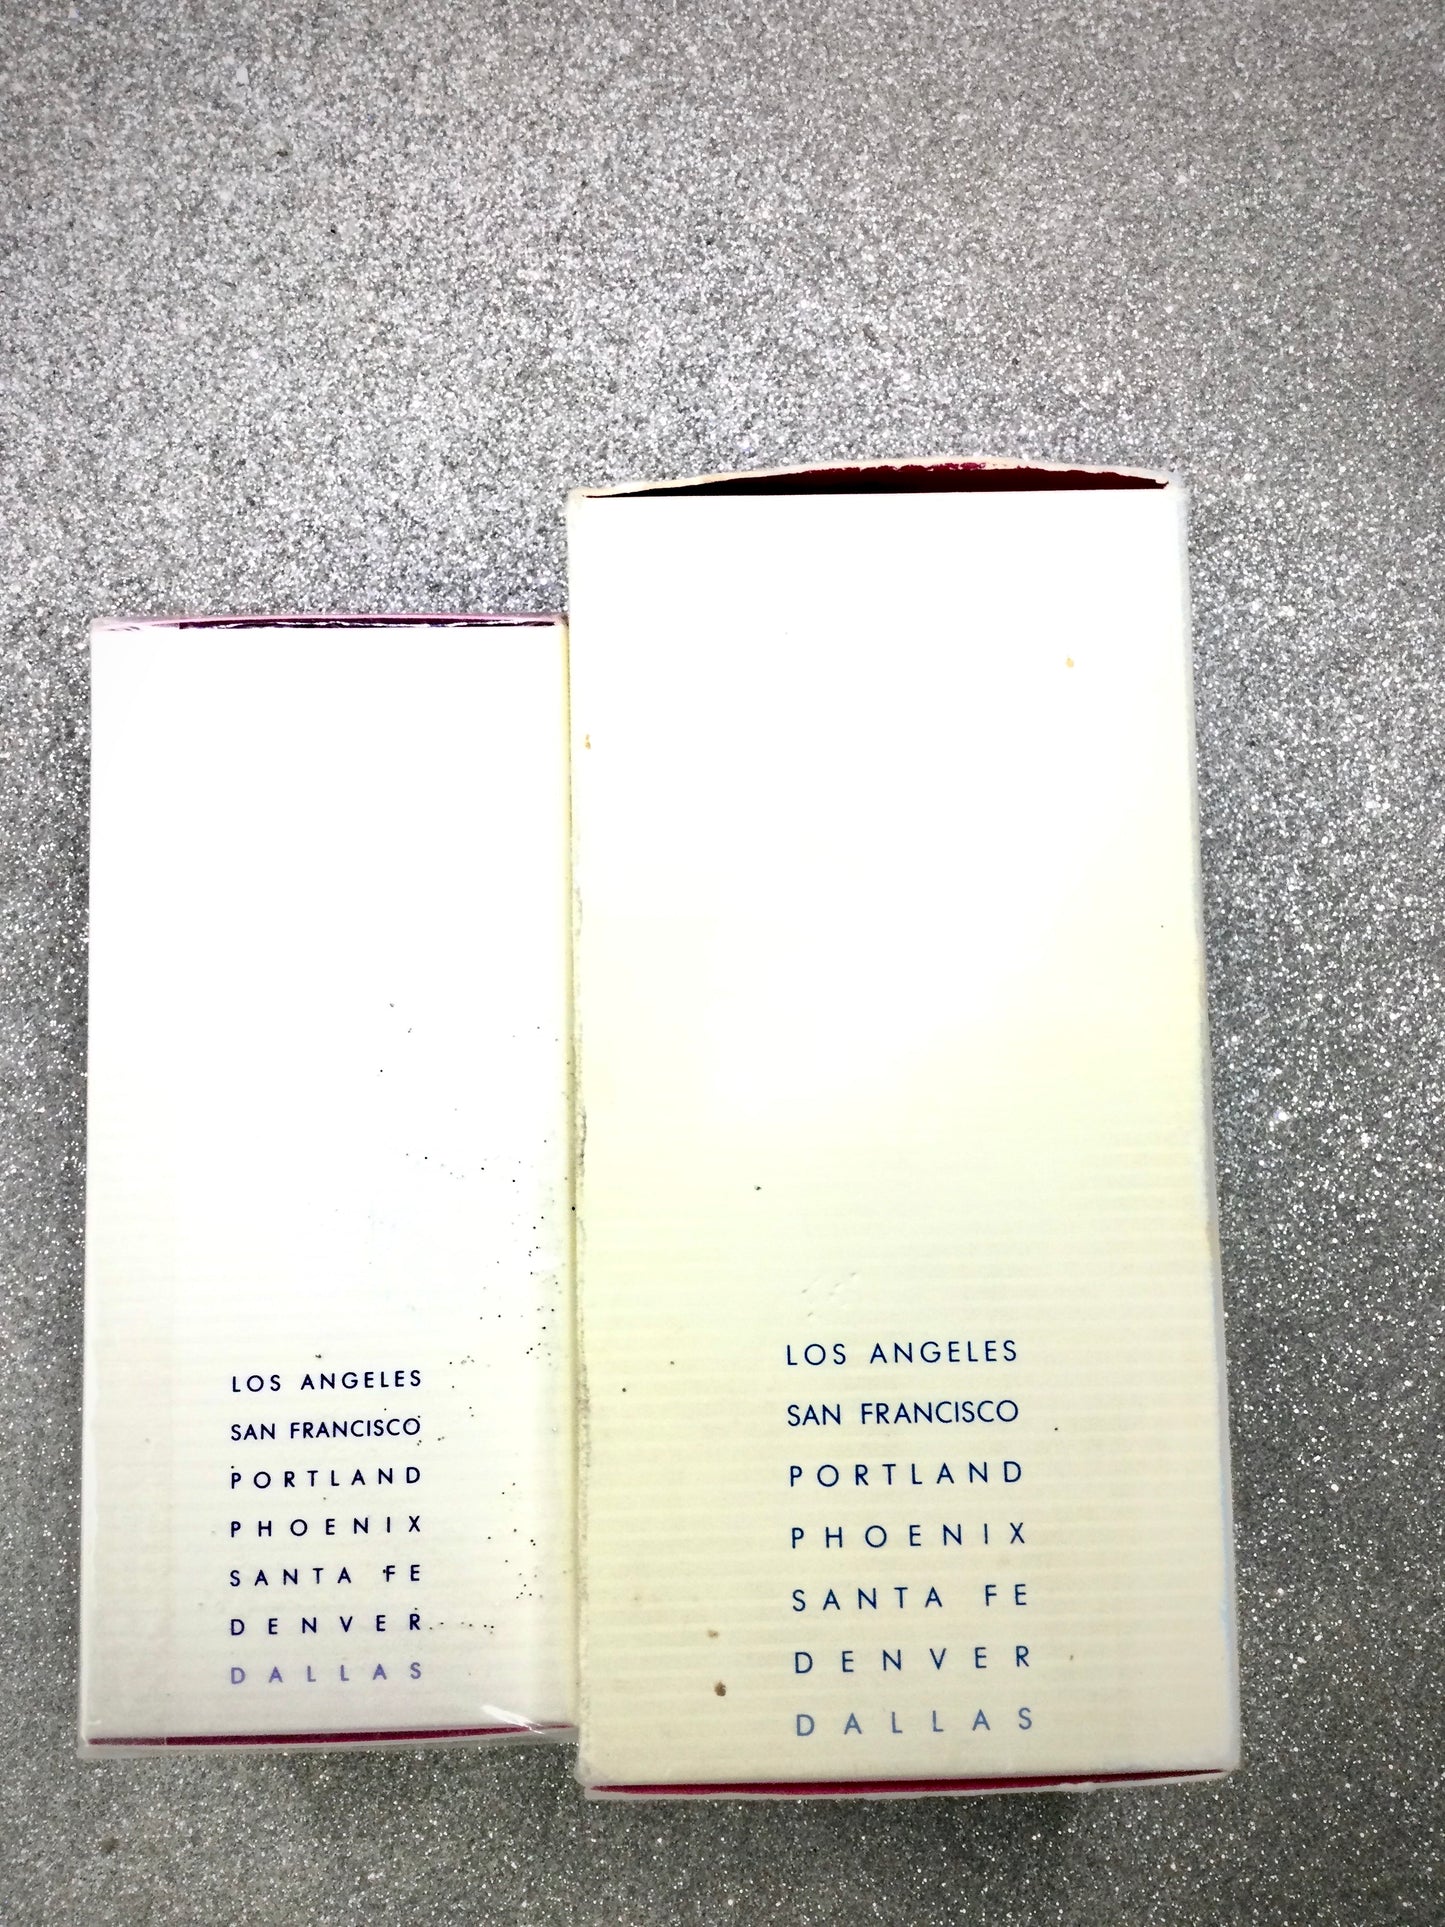 LOS ANGELES
SAN FRANCISCO
PORTLAND
PHOENIX
SANTA FE
DENVER
DALLAS
LOS ANGELES
SAN FRANCISCO
PORTLAND
PHOENIX
SANTA FE
DENVER
DALLAS